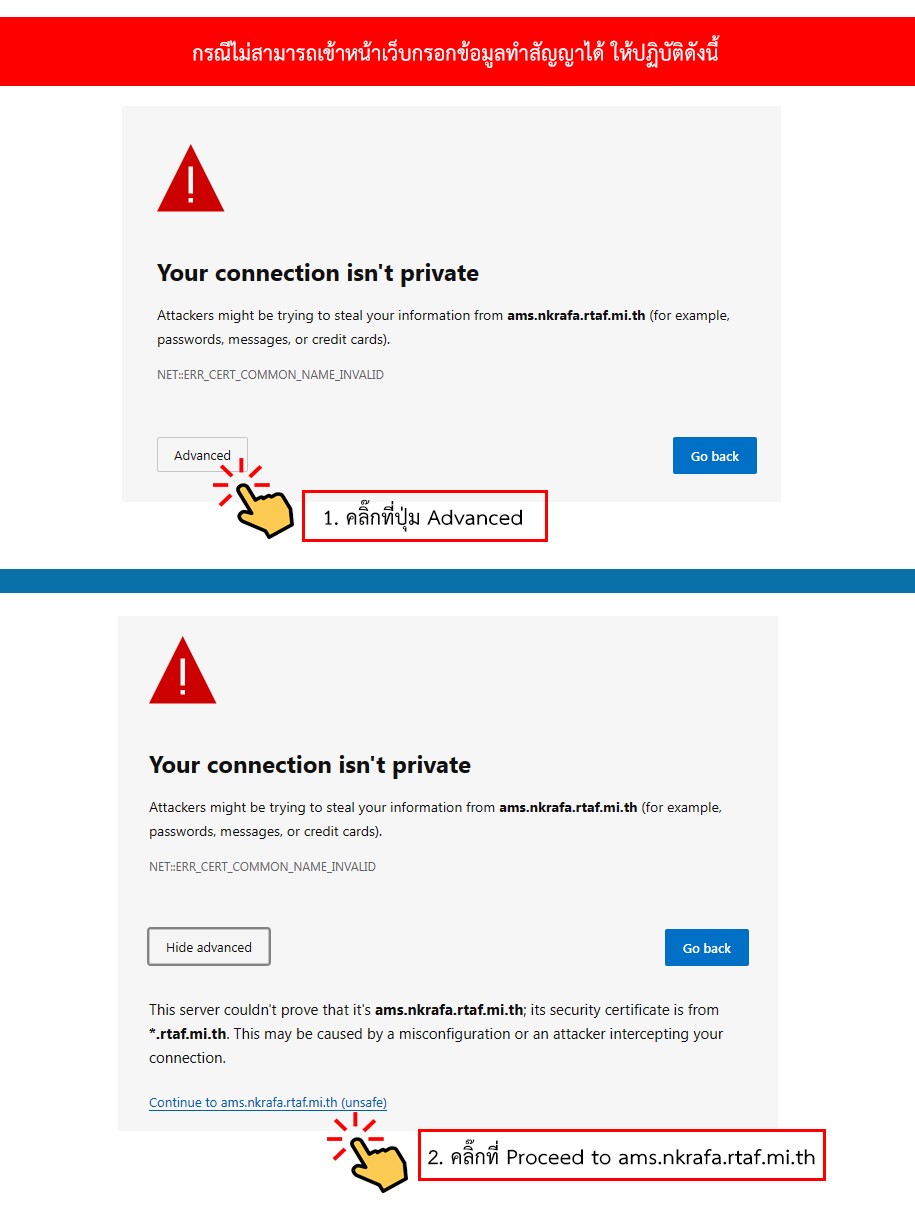 กรณีไม่สามารถเข้าหน้าเว็บกรอกข้อมูลทำสัญญาได้ ให้ปฏิบัติดังนี้
Your connection isn't private
Attackers might be trying to steal your information from ams.nkrafa.rtaf.mi.th (for example,
passwords, messages, or credit cards).
NET::ERR_CERT_COMMON_NAME_INVALID
Advanced
Go back
1. คลิ๊กที่ปุ่ม Advanced
Your connection isn't private
Attackers might be trying to steal your information from ams.nkrafa.rtaf.mi.th (for example,
passwords, messages, or credit cards).
NET::ERR_CERT_COMMON_NAME_INVALID
Hide advanced
Go back
This server couldn't prove that it's ams.nkrafa.rtaf.mi.th; its security certificate is from
*.rtaf.mi.th. This may be caused by a misconfiguration or an attacker intercepting your
connection.
Continue to ams.nkrafa.rtaf.mi.th (unsafe)
2. คลิ๊กที่ Proceed to ams.nkrafa.rtaf.mi.th